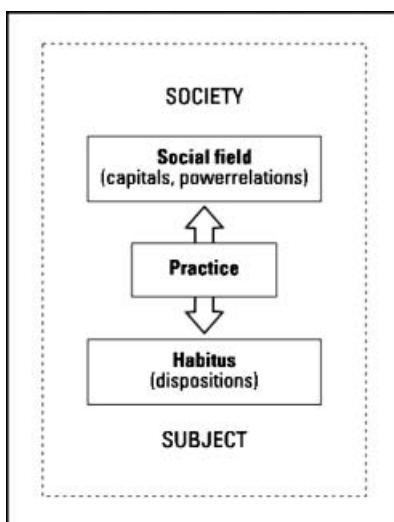 SOCIETY
Social field
(capitals, powerrelations)
Practice
Habitus
(dispositions)
SUBJECT